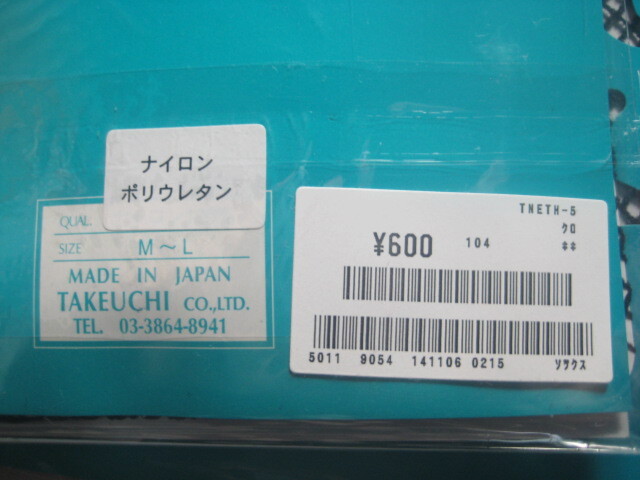 ナイロン
ポリウレタン
QUAL.
SIZE M～L
MADE IN JAPAN
TAKEUCHI CO.,LTD.
TEL. 03-3864-8941
TNETH-5
クロ
¥600 104 **
5011 9054 141106 0215 ソツクス